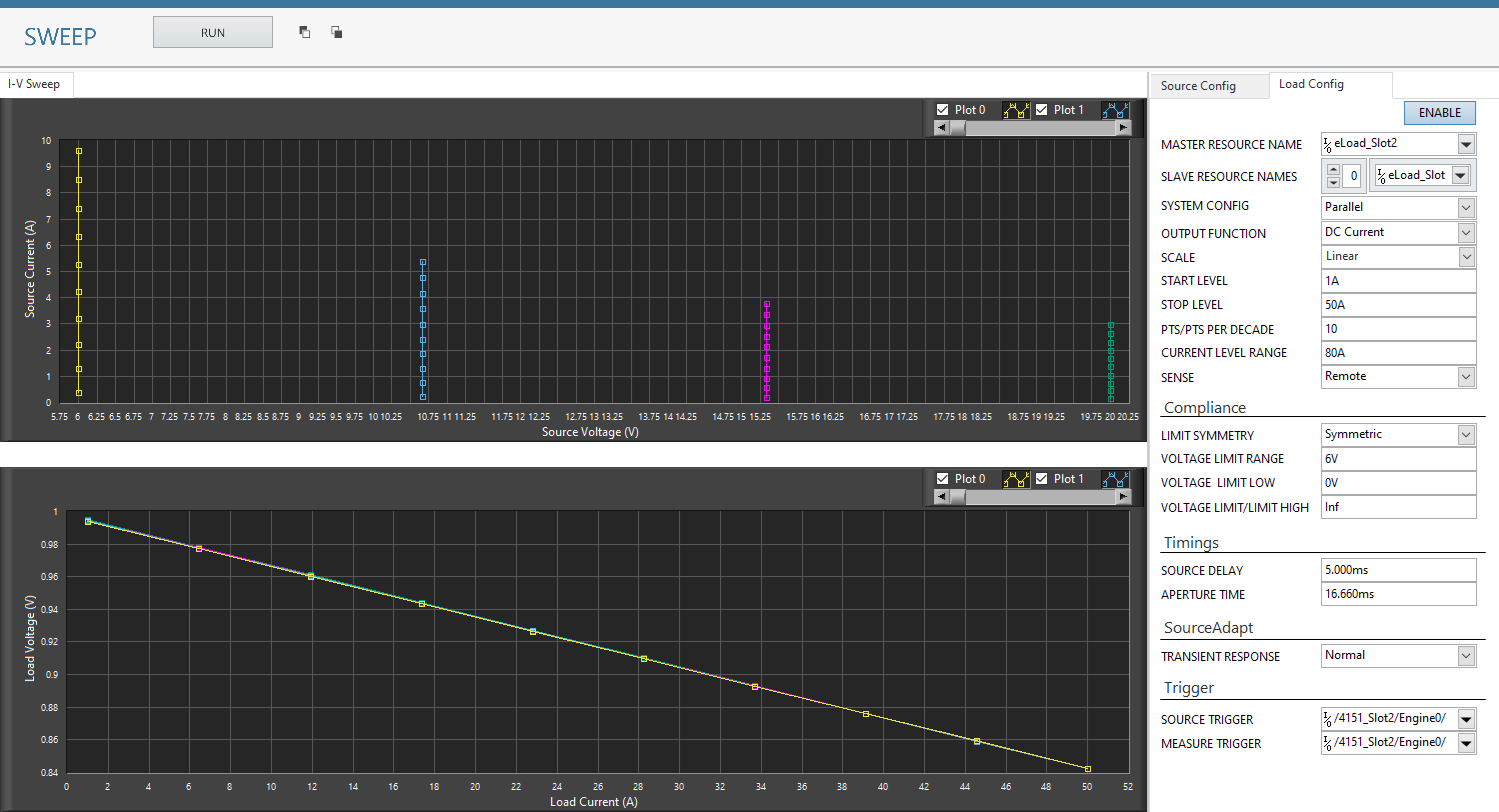 SWEEP
RUN
I-V Sweep
Plot 0
Plot 1
10
9
8
7
6
5
4
3
2
1
0
Source Current (A)
5.75 6 6.25 6.5 6.75 7 7.25 7.5 7.75 8 8.25 8.5 8.75 9 9.25 9.5 9.75 10 10.25 10.75 11 11.25 11.75 12 12.25 12.75 13 13.25 13.75 14 14.25 14.75 15 15.25 15.75 16 16.25 16.75 17 17.25 17.75 18 18.25 18.75 19 19.25 19.75 20 20.25
Source Voltage (V)
Plot 0
Plot 1
1
0.98
0.96
0.94
0.92
0.9
0.88
0.86
0.84
Load Voltage (V)
0 2 4 6 8 10 12 14 16 18 20 22 24 26 28 30 32 34 36 38 40 42 44 46 48 50 52
Load Current (A)
Source Config
Load Config
ENABLE
MASTER RESOURCE NAME eLoad_Slot2
SLAVE RESOURCE NAMES 0 eLoad_Slot
SYSTEM CONFIG Parallel
OUTPUT FUNCTION DC Current
SCALE Linear
START LEVEL 1A
STOP LEVEL 50A
PTS/PTS PER DECADE 10
CURRENT LEVEL RANGE 80A
SENSE Remote
Compliance
LIMIT SYMMETRY Symmetric
VOLTAGE LIMIT RANGE 6V
VOLTAGE LIMIT LOW 0V
VOLTAGE LIMIT/LIMIT HIGH Inf
Timings
SOURCE DELAY 5.000ms
APERTURE TIME 16.660ms
SourceAdapt
TRANSIENT RESPONSE Normal
Trigger
SOURCE TRIGGER /4151_Slot2/Engine0/
MEASURE TRIGGER /4151_Slot2/Engine0/